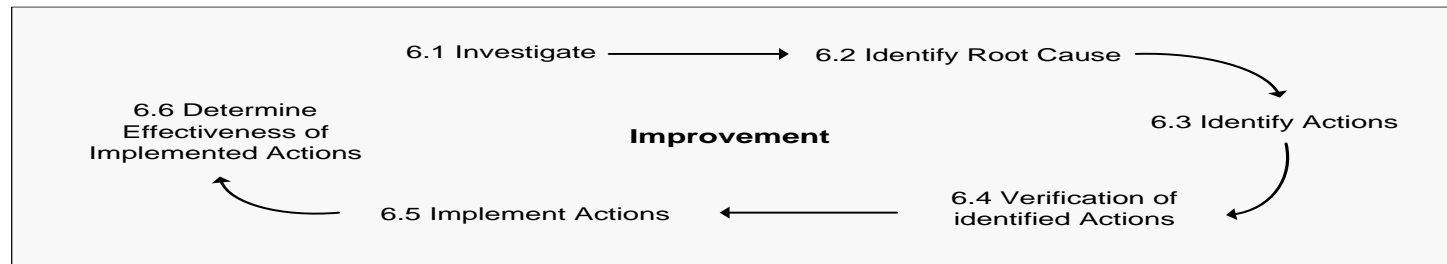 6.1 Investigate
6.2 Identify Root Cause
6.3 Identify Actions
6.4 Verification of
identified Actions
6.5 Implement Actions
6.6 Determine
Effectiveness of
Implemented Actions
Improvement